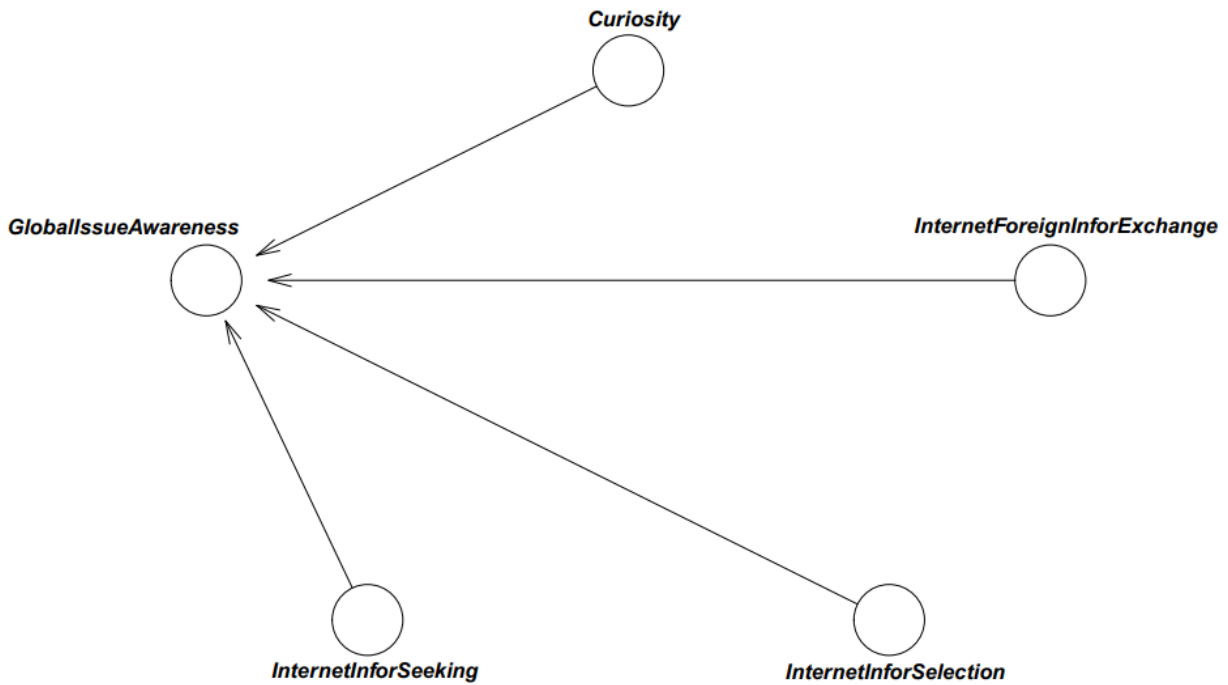 Curiosity
GlobalIssueAwareness
InternetForeignInforExchange
InternetInforSeeking
InternetInforSelection